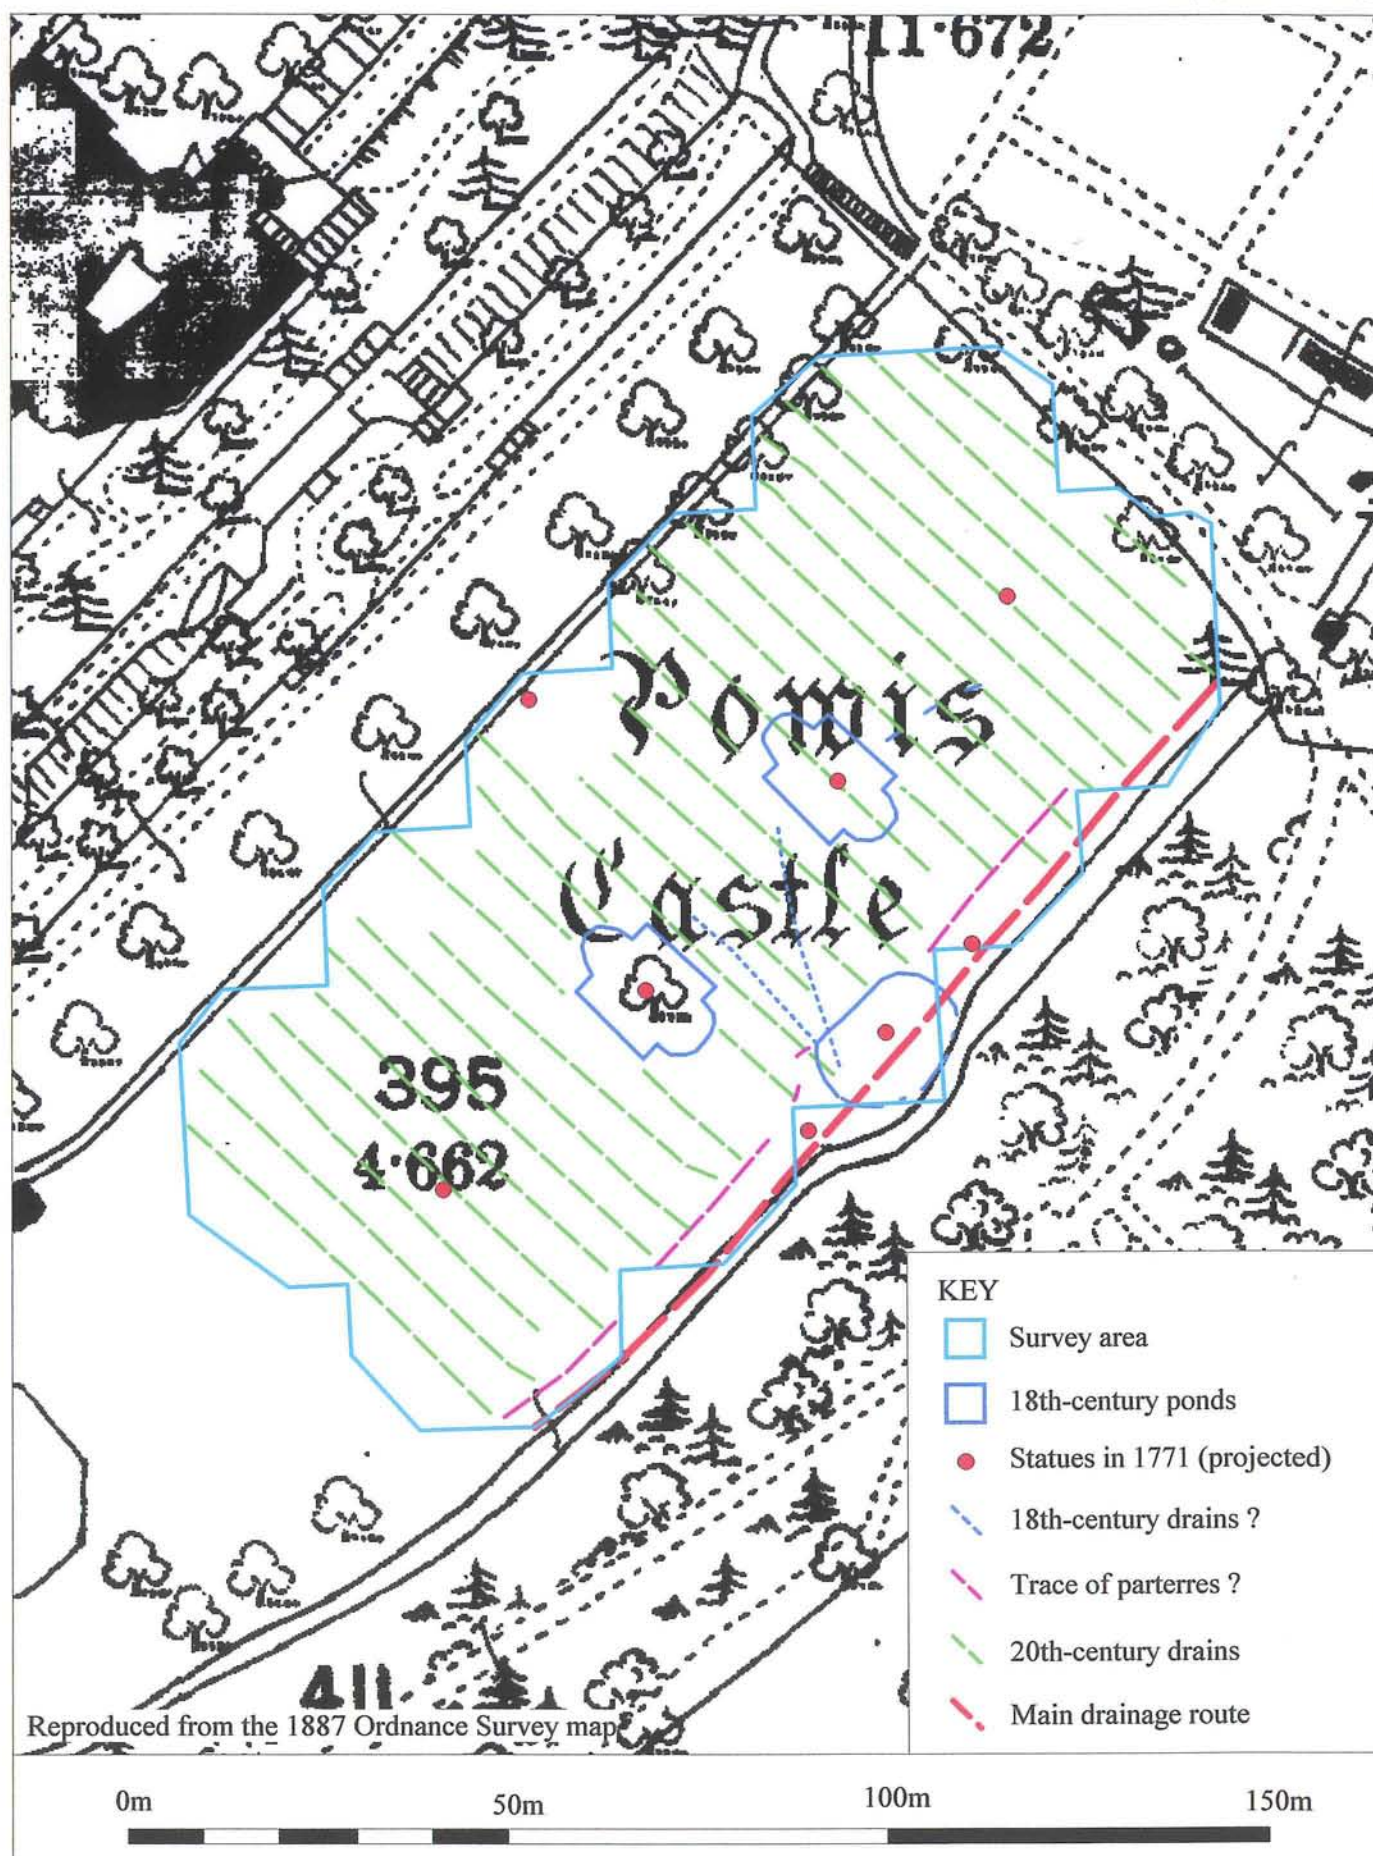 11·672
Powis
Castle
395
4·662
KEY
Survey area
18th-century ponds
Statues in 1771 (projected)
18th-century drains ?
Trace of parterres ?
20th-century drains
Main drainage route
411
Reproduced from the 1887 Ordnance Survey map
0m 50m 100m 150m